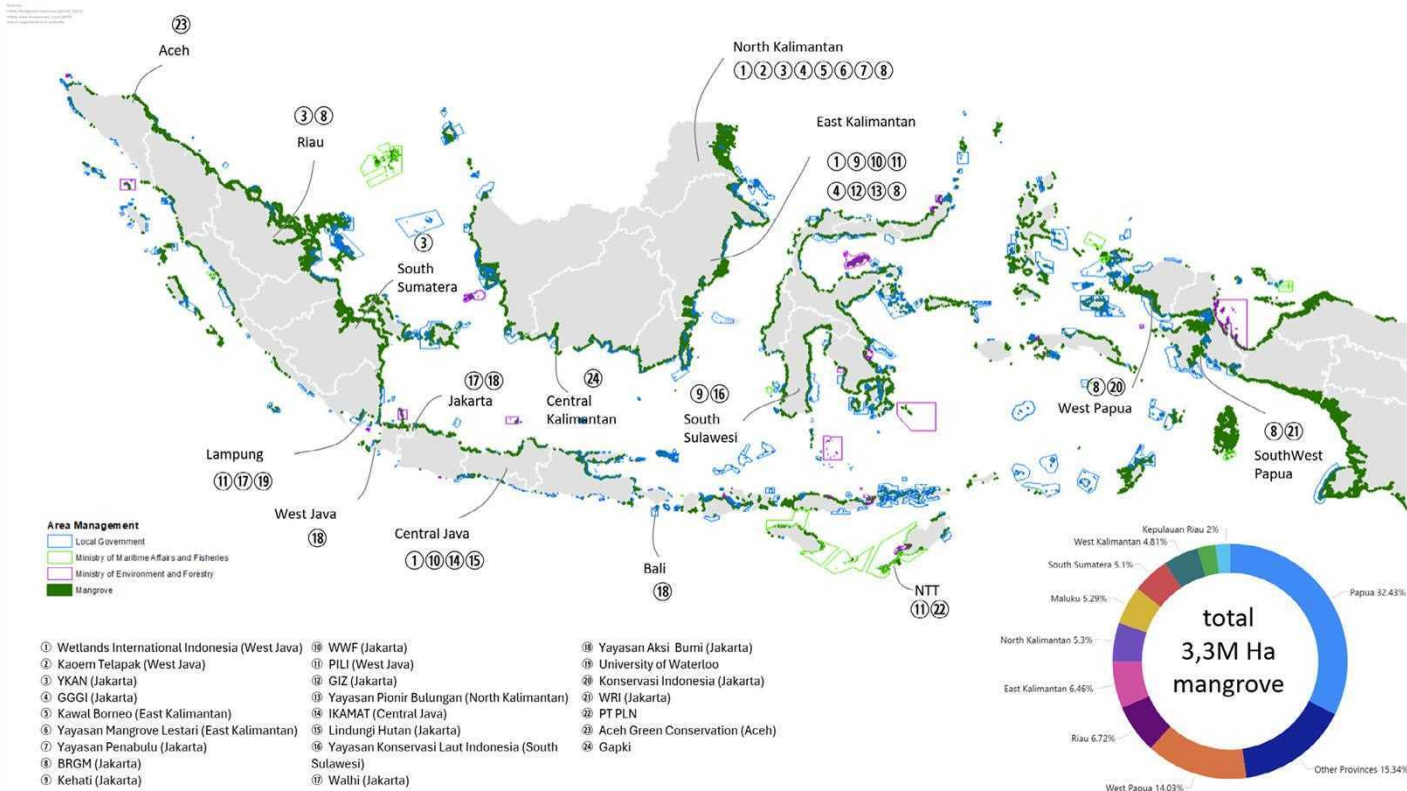 ㉓
Aceh
③⑧
Riau
North Kalimantan
①②③④⑤⑥⑦⑧
East Kalimantan
①⑨⑩⑪
④⑫⑬⑧
③
South
Sumatera
⑰⑱
Jakarta
㉔
Central
Kalimantan
⑨⑯
South
Sulawesi
⑧⑳
West Papua
⑧㉑
SouthWest
Papua
Lampung
⑪⑰⑲
West Java
⑱
Central Java
①⑩⑭⑮
Bali
⑱
NTT
⑪㉒
Area Management
Local Government
Ministry of Maritime Affairs and Fisheries
Ministry of Environment and Forestry
Mangrove
① Wetlands International Indonesia (West Java)
② Kaoem Telapak (West Java)
③ YKAN (Jakarta)
④ GGGI (Jakarta)
⑤ Kawal Borneo (East Kalimantan)
⑥ Yayasan Mangrove Lestari (East Kalimantan)
⑦ Yayasan Penabulu (Jakarta)
⑧ BRGM (Jakarta)
⑨ Kehati (Jakarta)
⑩ WWF (Jakarta)
⑪ PILI (West Java)
⑫ GIZ (Jakarta)
⑬ Yayasan Pionir Bulungan (North Kalimantan)
⑭ IKAMAT (Central Java)
⑮ Lindungi Hutan (Jakarta)
⑯ Yayasan Konservasi Laut Indonesia (South
Sulawesi)
⑰ Walhi (Jakarta)
⑱ Yayasan Aksi Bumi (Jakarta)
⑲ University of Waterloo
⑳ Konservasi Indonesia (Jakarta)
㉑ WRI (Jakarta)
㉒ PT PLN
㉓ Aceh Green Conservation (Aceh)
㉔ Gapki
Kepulauan Riau 2%
West Kalimantan 4.81%
South Sumatera 5.1%
Maluku 5.29%
North Kalimantan 5.3%
East Kalimantan 6.46%
Riau 6.72%
West Papua 14.03%
Other Provinces 15.34%
Papua 32.43%
total
3,3M Ha
mangrove